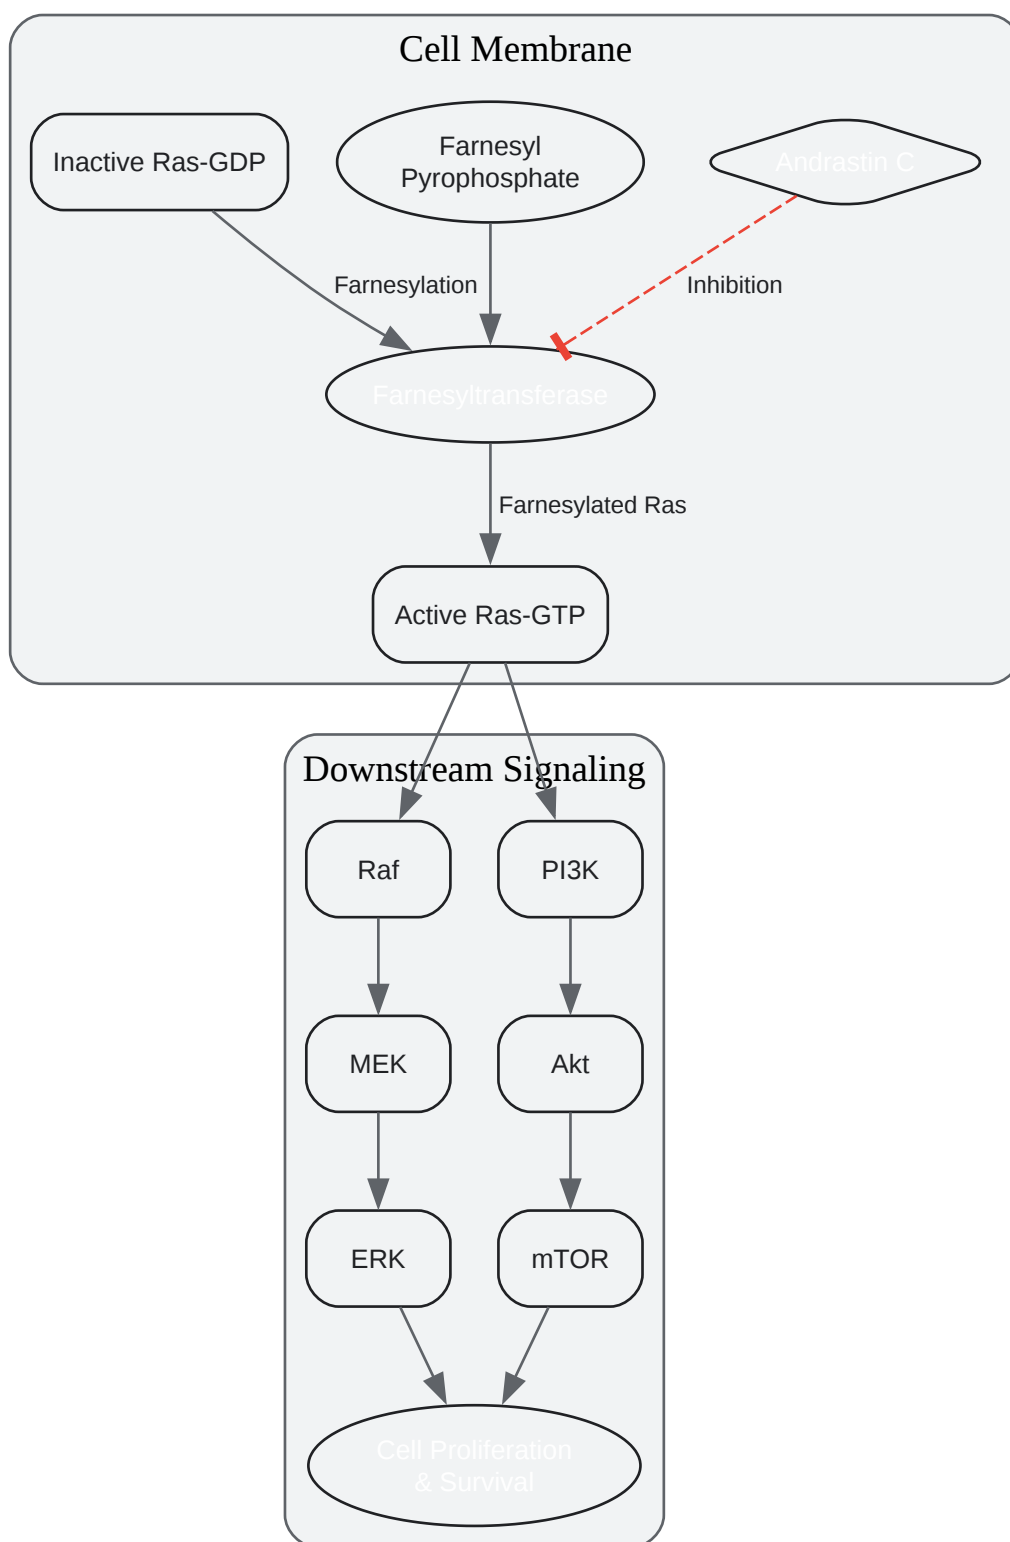 Cell Membrane
Inactive Ras-GDP
Farnesyl
Pyrophosphate
Andrastin C
Farnesylation
Inhibition
Farnesyltransferase
Farnesylated Ras
Active Ras-GTP
Downstream Signaling
Raf
PI3K
MEK
Akt
ERK
mTOR
Cell Proliferation
& Survival